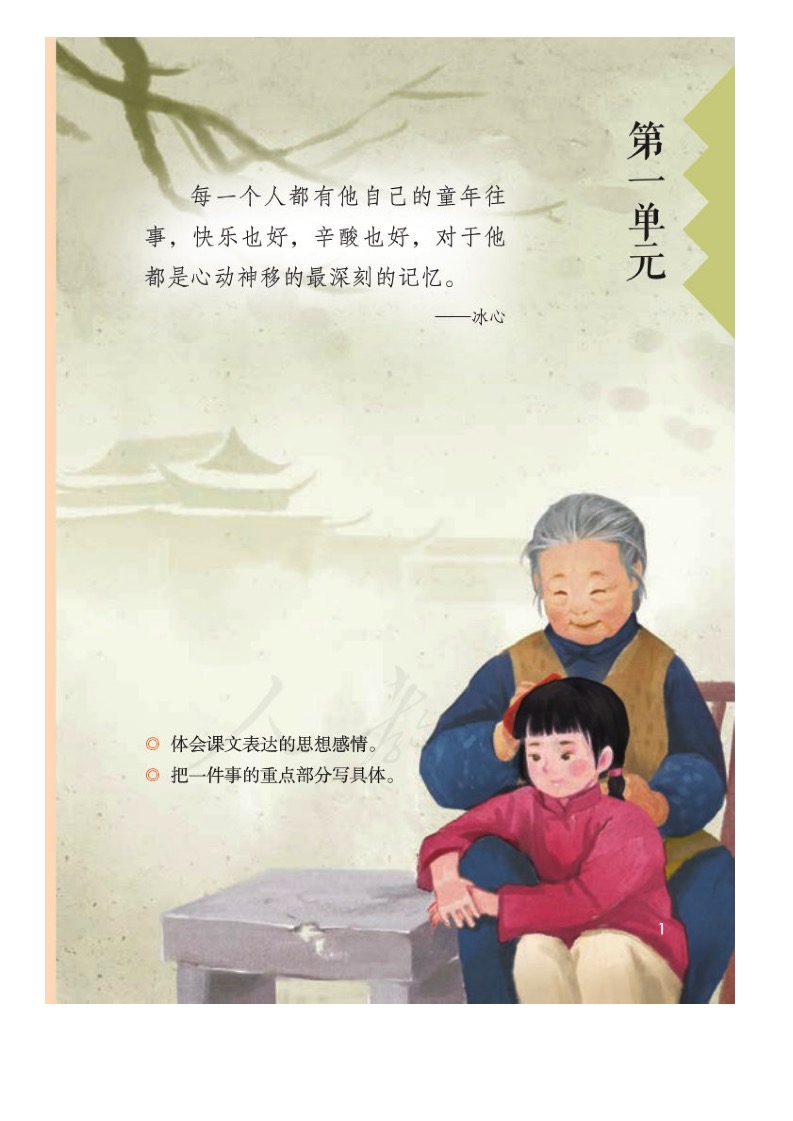 第一单元
每一个人都有他自己的童年往
事，快乐也好，辛酸也好，对于他
都是心动神移的最深刻的记忆。
——冰心
人教
◎ 体会课文表达的思想感情。
◎ 把一件事的重点部分写具体。
1